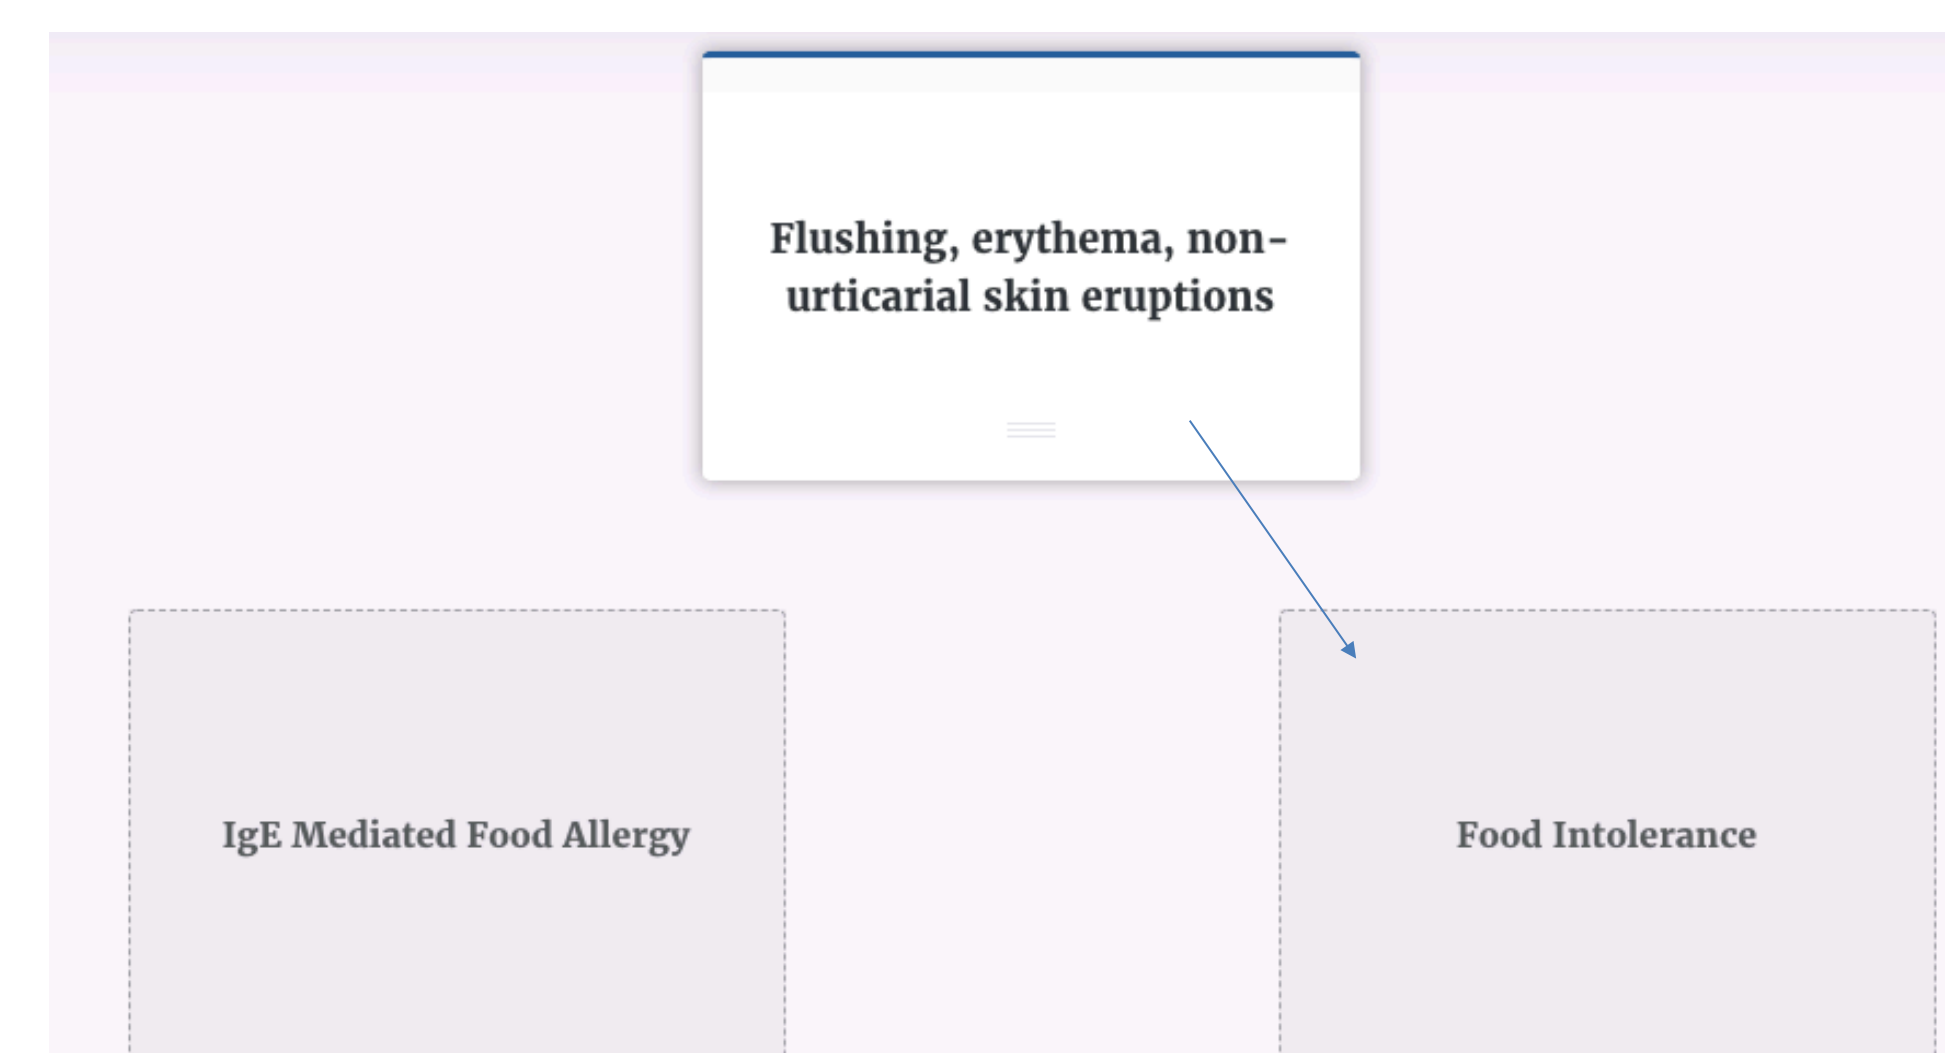 Flushing, erythema, non-
urticarial skin eruptions
IgE Mediated Food Allergy
Food Intolerance